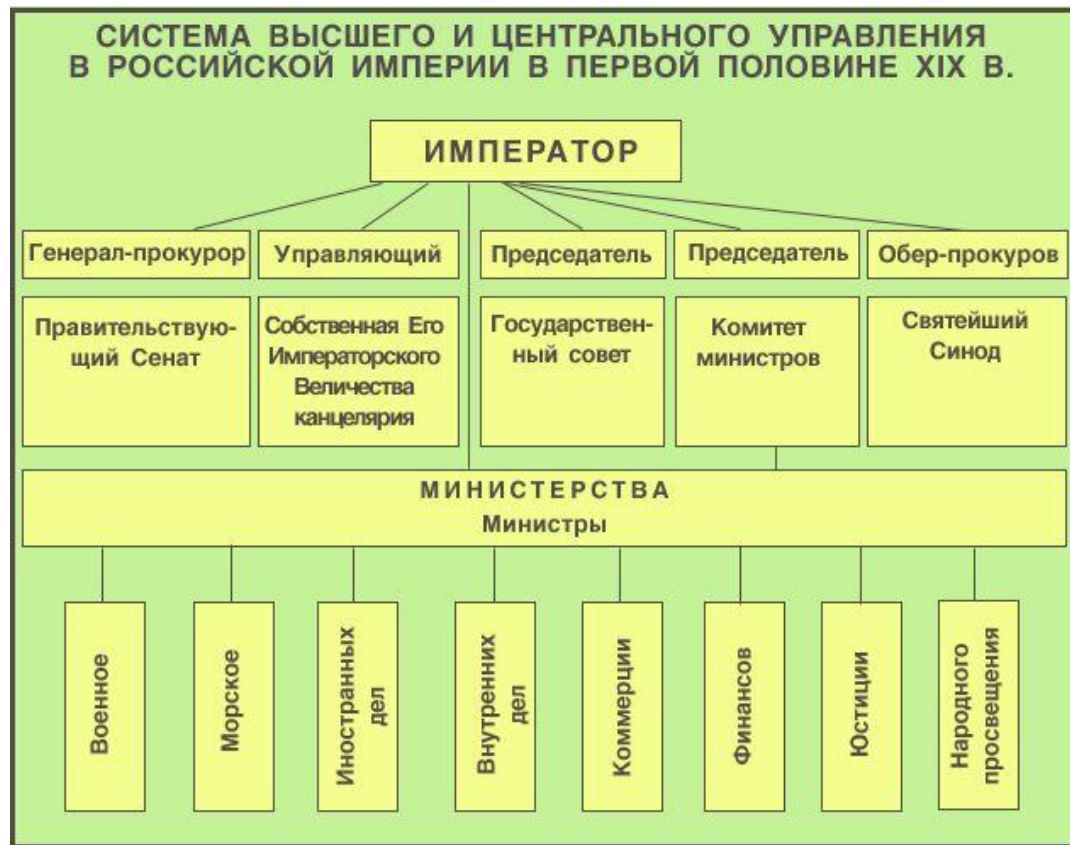 СИСТЕМА ВЫСШЕГО И ЦЕНТРАЛЬНОГО УПРАВЛЕНИЯ
В РОССИЙСКОЙ ИМПЕРИИ В ПЕРВОЙ ПОЛОВИНЕ XIX В.
ИМПЕРАТОР
Генерал-прокурор
Управляющий
Председатель
Председатель
Обер-прокуров
Правительствую-
щий Сенат
Собственная Его
Императорского
Величества
канцелярия
Государствен-
ный совет
Комитет
министров
Святейший
Синод
МИНИСТЕРСТВА
Министры
Военное
Морское
Иностранных
дел
Внутренних
дел
Коммерции
Финансов
Юстиции
Народного
просвещения